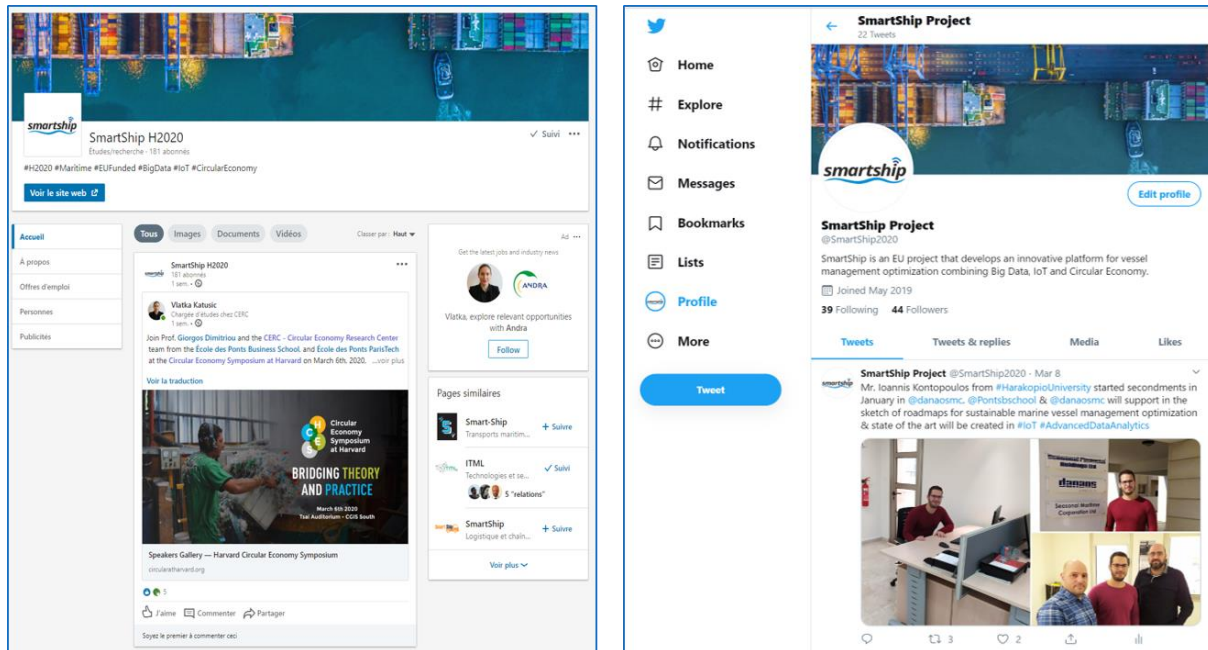 smartship
SmartShip H2020
Études/recherche · 181 abonnés
✓ Suivi •••
#H2020 #Maritime #EUFunded #BigData #IoT #CircularEconomy
Voir le site web
Accueil
À propos
Offres d'emploi
Personnes
Publicités
Tous Images Documents Vidéos
Classer par : Haut
SmartShip H2020 •••
181 abonnés
1 sem. •
Vlatka Katusic
Chargée d'études chez CERC
1 sem. •
Join Prof. Giorgos Dimitriou and the CERC - Circular Economy Research Center
team from the École des Ponts Business School and École des Ponts ParisTech
at the Circular Economy Symposium at Harvard on March 6th, 2020. ...voir plus
Voir la traduction
C H E S
Circular
Economy
Symposium
at Harvard
BRIDGING THEORY
AND PRACTICE
March 6th 2020
Tsai Auditorium - CGIS South
Speakers Gallery — Harvard Circular Economy Symposium
circularatharvard.org
5
J'aime Commenter Partager
Soyez le premier à commenter ceci
Ad •••
Get the latest jobs and industry news
ANDRA
Vlatka, explore relevant opportunities
with Andra
Follow
Pages similaires
Smart-Ship
Transports maritim...
+ Suivre
ITML
Technologies et se...
✓ Suivi
5 "relations"
SmartShip
Logistique et chaîn...
+ Suivre
Voir plus
Home
Explore
Notifications
Messages
Bookmarks
Lists
Profile
More
Tweet
SmartShip Project
22 Tweets
smartship
Edit profile
SmartShip Project
@SmartShip2020
SmartShip is an EU project that develops an innovative platform for vessel
management optimization combining Big Data, IoT and Circular Economy.
Joined May 2019
39 Following 44 Followers
Tweets Tweets & replies Media Likes
smartship
SmartShip Project @SmartShip2020 · Mar 8
Mr. Ioannis Kontopoulos from #HarakopioUniversity started secondments in
January in @danaosmc. @Pontsbschool & @danaosmc will support in the
sketch of roadmaps for sustainable marine vessel management optimization
& state of the art will be created in #IoT #AdvancedDataAnalytics
danaos
Seasonal Maritime
Corporation Ltd
3 2